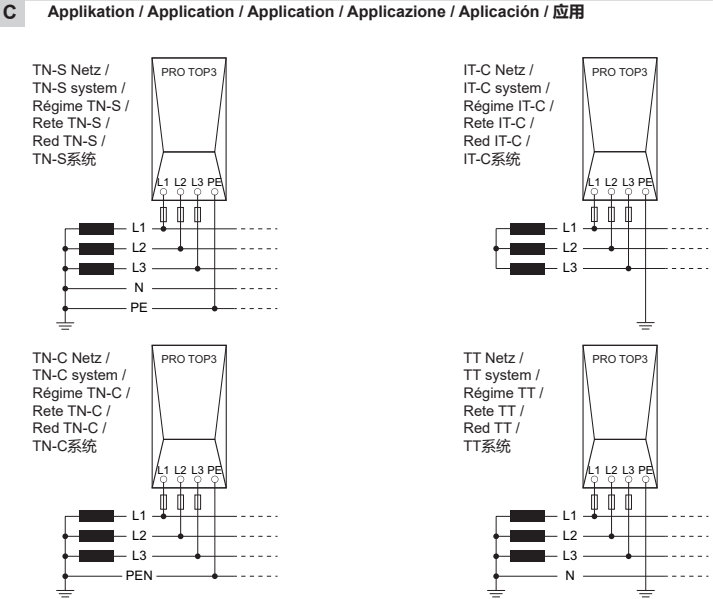 C Applikation / Application / Application / Applicazione / Aplicación / 应用
TN-S Netz /
TN-S system /
Régime TN-S /
Rete TN-S /
Red TN-S /
TN-S系统
PRO TOP3
L1 L2 L3 PE
L1
L2
L3
N
PE
IT-C Netz /
IT-C system /
Régime IT-C /
Rete IT-C /
Red IT-C /
IT-C系统
PRO TOP3
L1 L2 L3 PE
L1
L2
L3
TN-C Netz /
TN-C system /
Régime TN-C /
Rete TN-C /
Red TN-C /
TN-C系统
PRO TOP3
L1 L2 L3 PE
L1
L2
L3
PEN
TT Netz /
TT system /
Régime TT /
Rete TT /
Red TT /
TT系统
PRO TOP3
L1 L2 L3 PE
L1
L2
L3
N